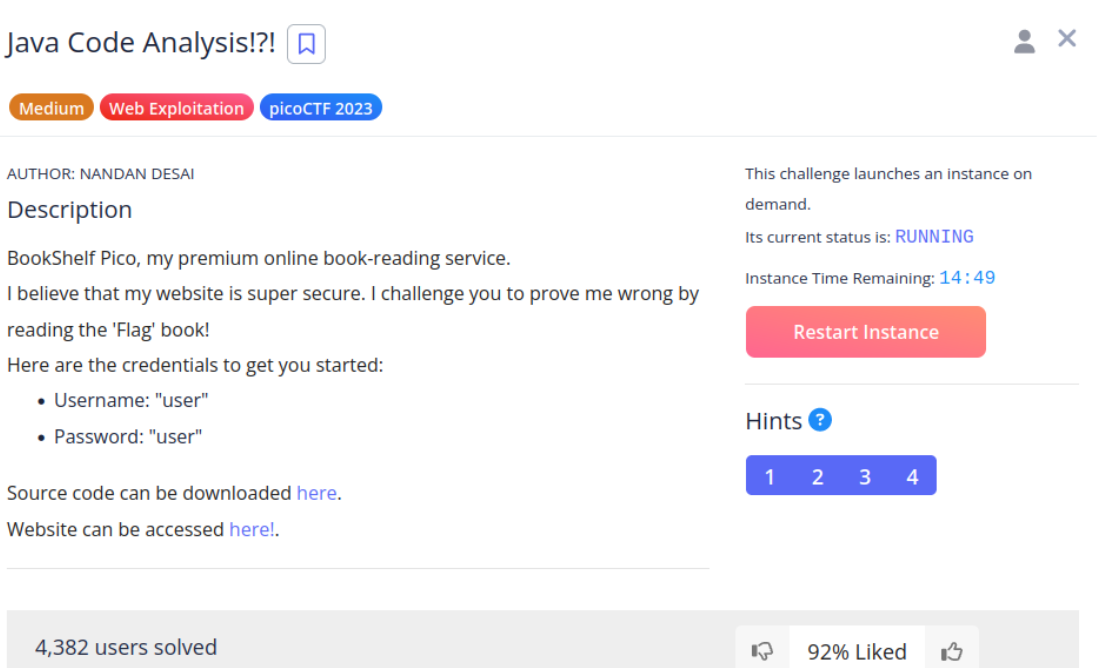 Java Code Analysis!?!
Medium Web Exploitation picoCTF 2023
AUTHOR: NANDAN DESAI
Description
BookShelf Pico, my premium online book-reading service.
I believe that my website is super secure. I challenge you to prove me wrong by
reading the 'Flag' book!
Here are the credentials to get you started:
• Username: "user"
• Password: "user"
Source code can be downloaded here.
Website can be accessed here!.
This challenge launches an instance on
demand.
Its current status is: RUNNING
Instance Time Remaining: 14:49
Restart Instance
Hints ?
1 2 3 4
4,382 users solved
92% Liked